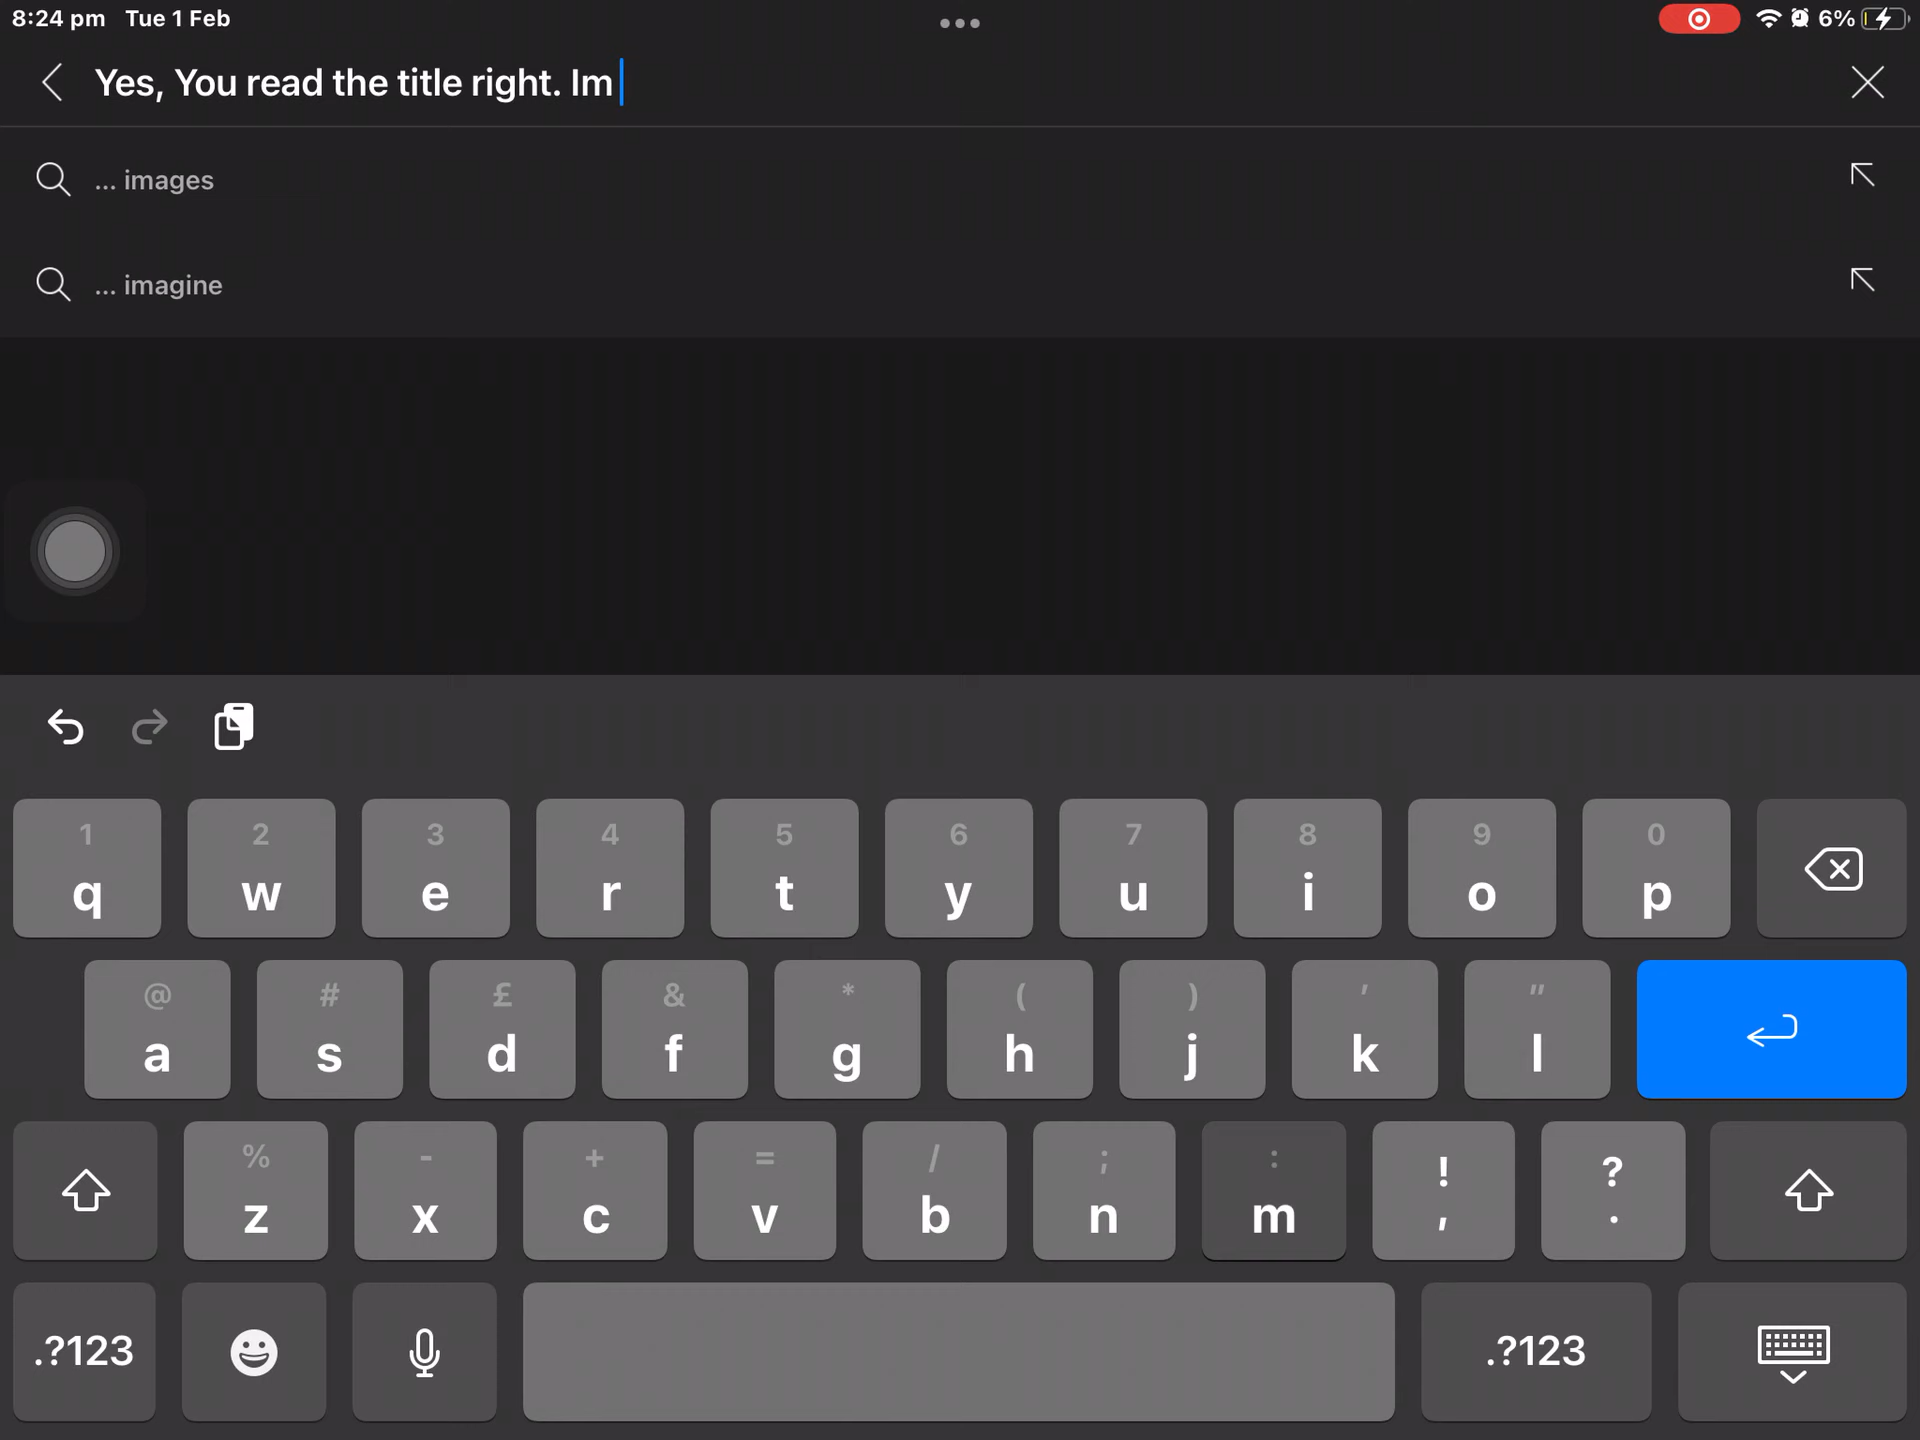 8:24 pm Tue 1 Feb
6%
Yes, You read the title right. Im
... images
... imagine
1 2 3 4 5 6 7 8 9 0
q w e r t y u i o p
@ # £ & * ( ) ' "
a s d f g h j k l
% - + = / ; : ! ?
z x c v b n m , .
.?123 .?123